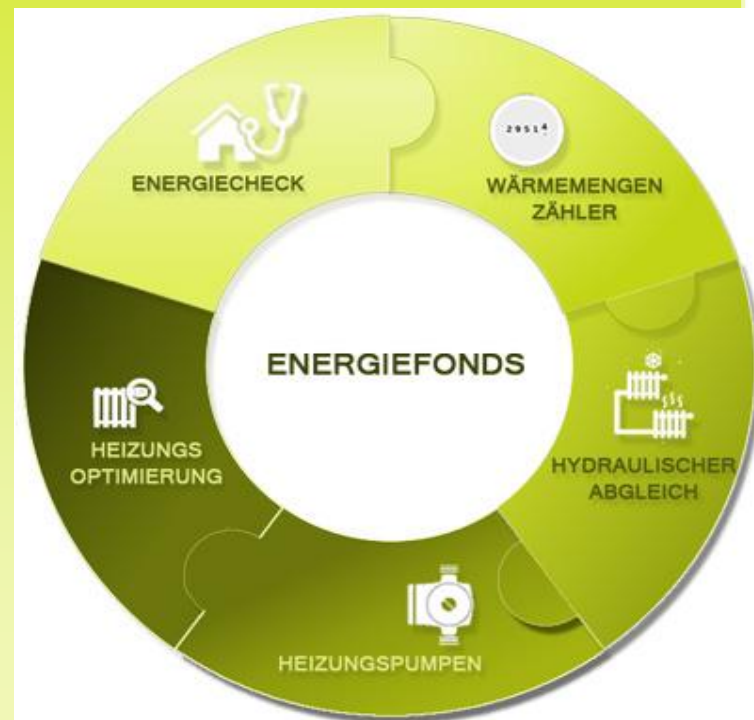 ENERGIECHECK
29514
WÄRMEMENGEN
ZÄHLER
ENERGIEFONDS
HEIZUNGS
OPTIMIERUNG
HYDRAULISCHER
ABGLEICH
HEIZUNGSPUMPEN